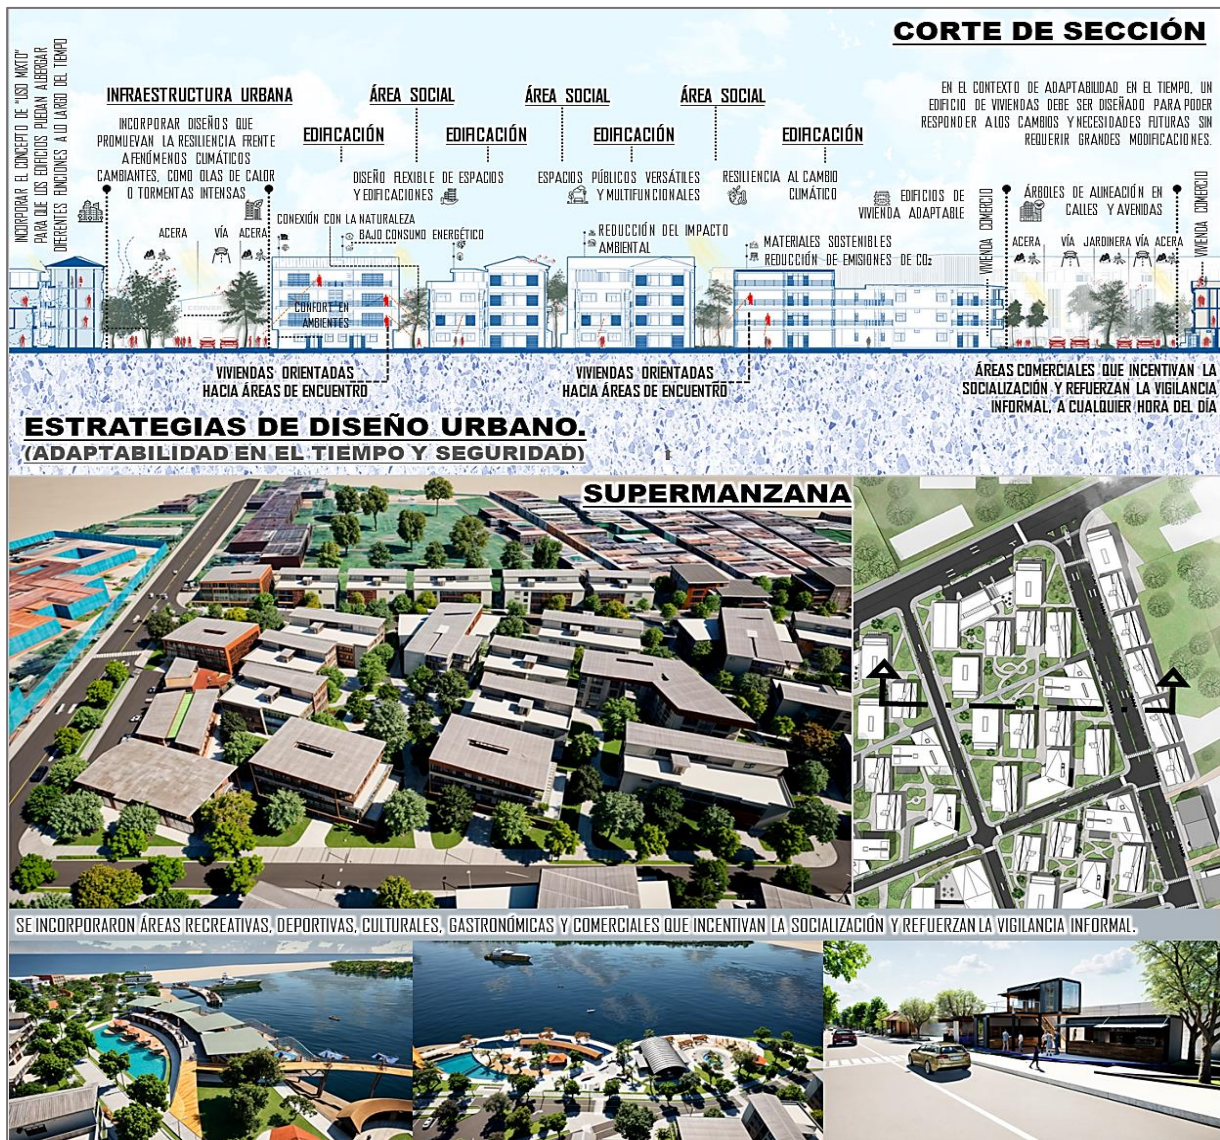 CORTE DE SECCIÓN
INCORPORAR EL CONCEPTO DE "USO MIXTO"
PARA QUE LOS EDIFICIOS PUEDAN ALBERGAR
DIFERENTES FUNCIONES A LO LARGO DEL TIEMPO
INFRAESTRUCTURA URBANA
INCORPORAR DISEÑOS QUE
PROMUEVAN LA RESILIENCIA FRENTE
A FENÓMENOS CLIMÁTICOS
CAMBIANTES, COMO OLAS DE CALOR
O TORMENTAS INTENSAS
ACERA
VÍA
ACERA
ÁREA SOCIAL
ÁREA SOCIAL
ÁREA SOCIAL
EDIFICACIÓN
EDIFICACIÓN
EDIFICACIÓN
EDIFICACIÓN
DISEÑO FLEXIBLE DE ESPACIOS
Y EDIFICACIONES
ESPACIOS PÚBLICOS VERSÁTILES
Y MULTIFUNCIONALES
RESILIENCIA AL CAMBIO
CLIMÁTICO
EN EL CONTEXTO DE ADAPTABILIDAD EN EL TIEMPO, UN
EDIFICIO DE VIVIENDAS DEBE SER DISEÑADO PARA PODER
RESPONDER A LOS CAMBIOS Y NECESIDADES FUTURAS SIN
REQUERIR GRANDES MODIFICACIONES.
EDIFICIOS DE
VIVIENDA ADAPTABLE
ÁRBOLES DE ALINEACIÓN EN
CALLES Y AVENIDAS
CONEXIÓN CON LA NATURALEZA
BAJO CONSUMO ENERGÉTICO
REDUCCIÓN DEL IMPACTO
AMBIENTAL
MATERIALES SOSTENIBLES
REDUCCIÓN DE EMISIONES DE CO₂
VIVIENDA COMERCIO
ACERA
VÍA
JARDINERA
VÍA
ACERA
VIVIENDA COMERCIO
CONFORT EN
AMBIENTES
VIVIENDAS ORIENTADAS
HACIA ÁREAS DE ENCUENTRO
VIVIENDAS ORIENTADAS
HACIA ÁREAS DE ENCUENTRO
ÁREAS COMERCIALES QUE INCENTIVAN LA
SOCIALIZACIÓN Y REFUERZAN LA VIGILANCIA
INFORMAL, A CUALQUIER HORA DEL DÍA
ESTRATEGIAS DE DISEÑO URBANO.
(ADAPTABILIDAD EN EL TIEMPO Y SEGURIDAD)
SUPERMANZANA
SE INCORPORARON ÁREAS RECREATIVAS, DEPORTIVAS, CULTURALES, GASTRONÓMICAS Y COMERCIALES QUE INCENTIVAN LA SOCIALIZACIÓN Y REFUERZAN LA VIGILANCIA INFORMAL.